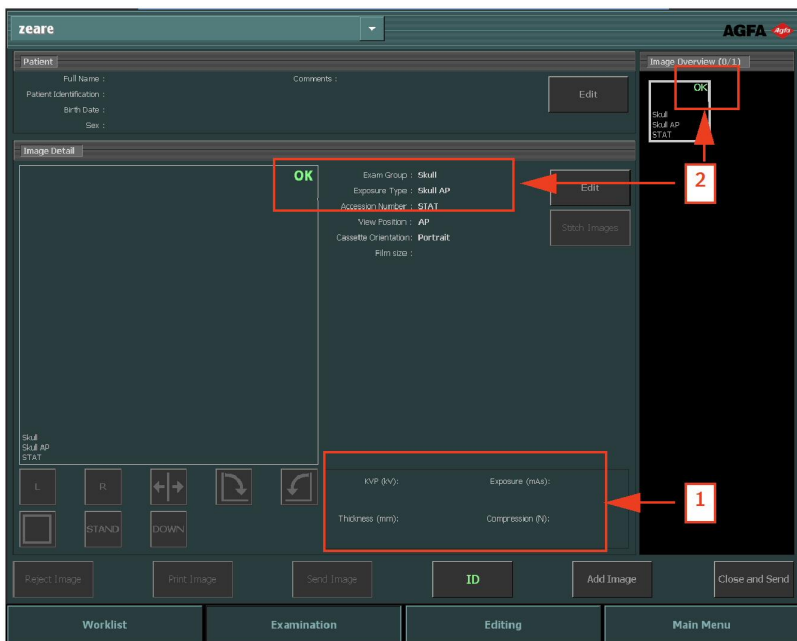 zeare
AGFA Agfa
Patient
Full Name :
Comments :
Patient Identification :
Birth Date :
Sex :
Edit
Image Overview (0/1)
OK
Skull
Skull AP
STAT
Image Detail
OK
Exam Group : Skull
Exposure Type : Skull AP
Accession Number : STAT
View Position : AP
Cassette Orientation: Portrait
Film size :
Edit
Stitch Images
2
Skull
Skull AP
STAT
L
R
STAND
DOWN
KVP (kV):
Exposure (mAs):
Thickness (mm):
Compression (N):
1
Reject Image
Print Image
Send Image
ID
Add Image
Close and Send
Worklist
Examination
Editing
Main Menu